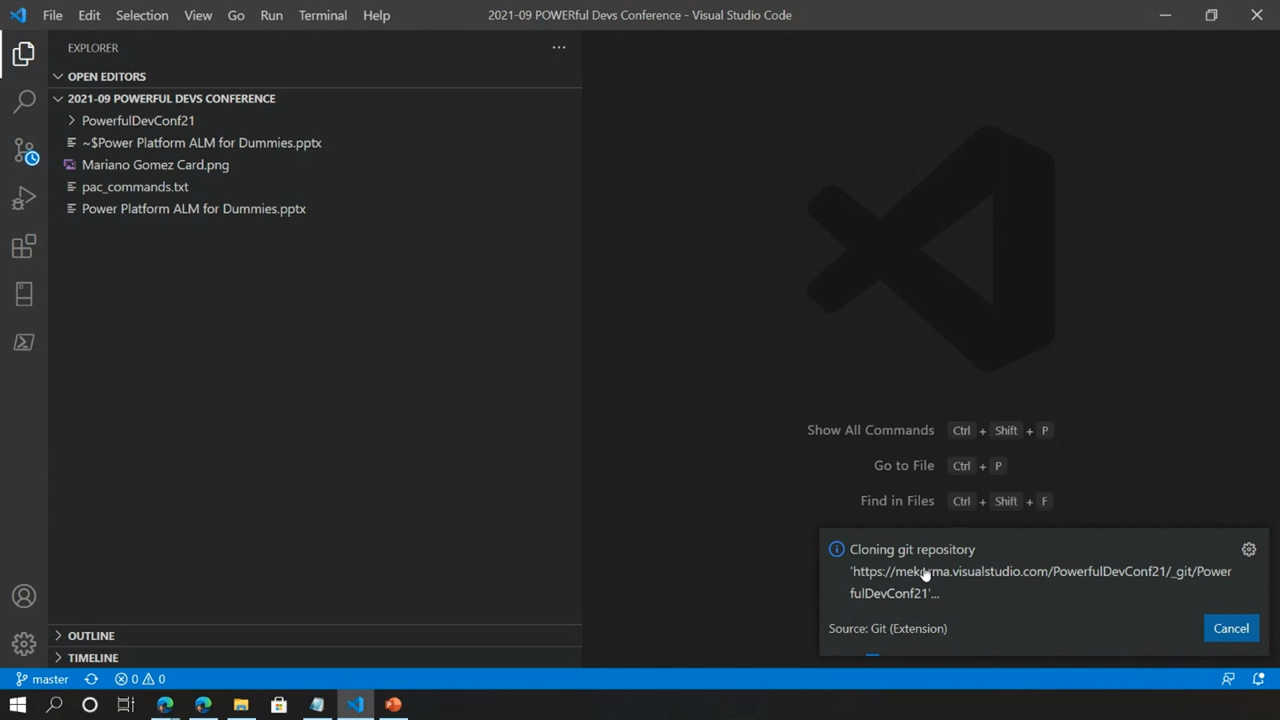 File Edit Selection View Go Run Terminal Help 2021-09 POWERful Devs Conference - Visual Studio Code
EXPLORER
OPEN EDITORS
2021-09 POWERFUL DEVS CONFERENCE
PowerfulDevConf21
~$Power Platform ALM for Dummies.pptx
Mariano Gomez Card.png
pac_commands.txt
Power Platform ALM for Dummies.pptx
Show All Commands Ctrl + Shift + P
Go to File Ctrl + P
Find in Files Ctrl + Shift + F
Cloning git repository
.visualstudio.com/PowerfulDevConf21/_git/Power
fulDevConf21'...
Source: Git (Extension) Cancel
OUTLINE
TIMELINE
master 0 0